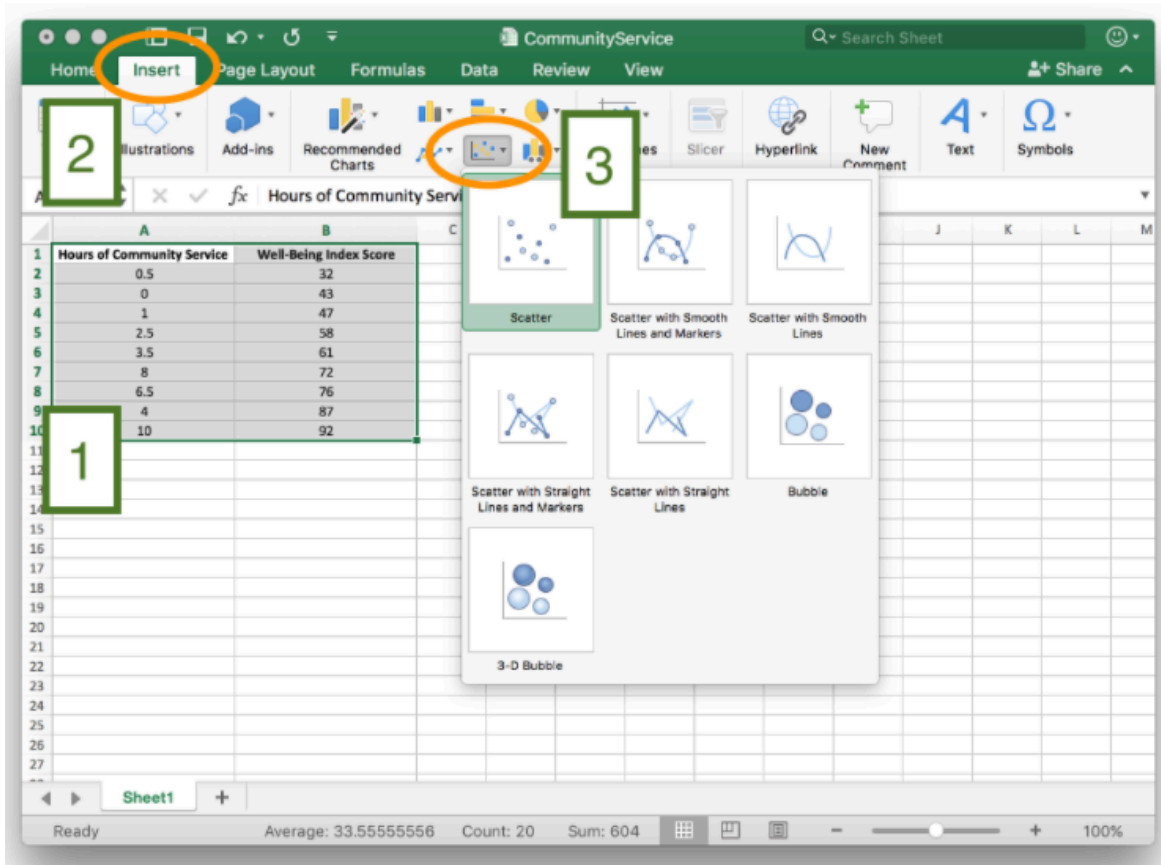 CommunityService
Search Sheet
Home Insert Page Layout Formulas Data Review View
Share
2
3
Illustrations Add-ins Recommended Charts Slicer Hyperlink New Comment Text Symbols
fx Hours of Community
A B C J K L M
1 Hours of Community Service Well-Being Index Score
2 0.5 32
3 0 43
4 1 47
5 2.5 58
6 3.5 61
7 8 72
8 6.5 76
9 4 87
10 10 92
1
11
12
13
14
15
16
17
18
19
20
21
22
23
24
25
26
27
Scatter
Scatter with Smooth Lines and Markers
Scatter with Smooth Lines
Scatter with Straight Lines and Markers
Scatter with Straight Lines
Bubble
3-D Bubble
Sheet1 +
Ready Average: 33.55555556 Count: 20 Sum: 604 100%